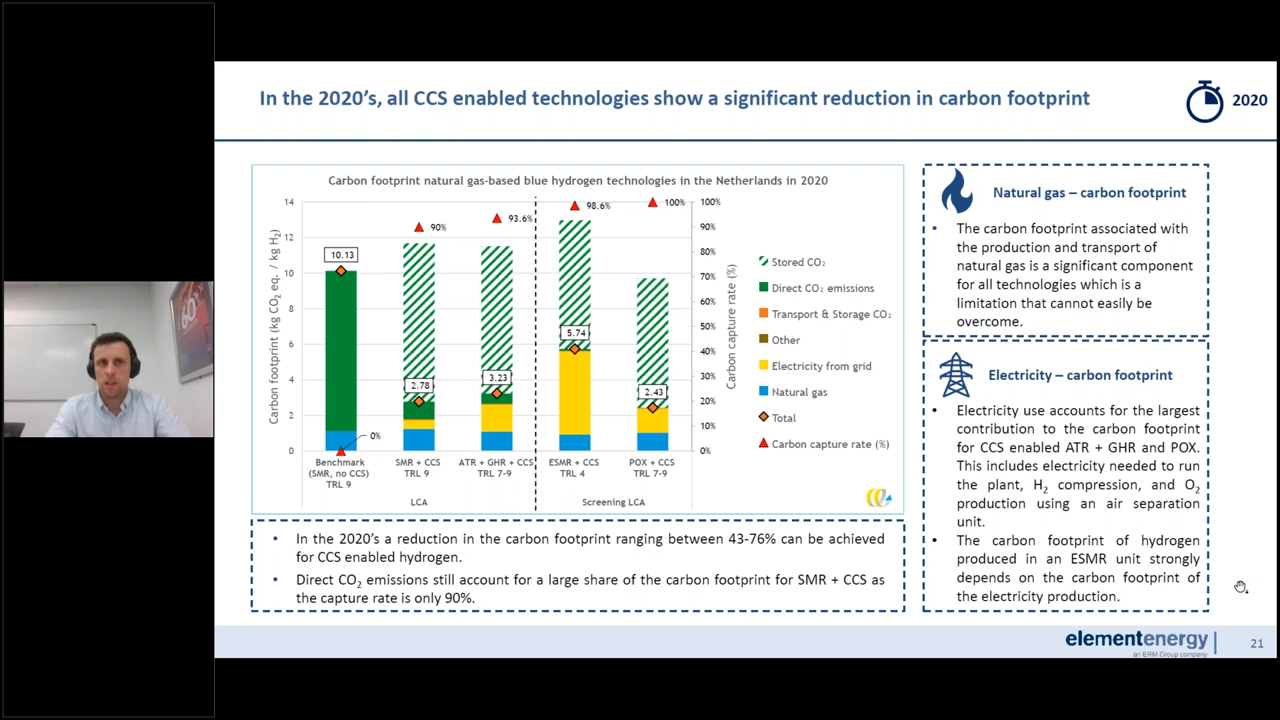 In the 2020's, all CCS enabled technologies show a significant reduction in carbon footprint
2020
Carbon footprint natural gas-based blue hydrogen technologies in the Netherlands in 2020
Carbon footprint (kg CO₂ eq. / kg H₂)
14
12
10
8
6
4
2
0
10.13
0%
2.78
90%
3.23
93.6%
5.74
98.6%
2.43
100%
100%
90%
80%
70%
60%
50%
40%
30%
20%
10%
0%
Carbon capture rate (%)
Benchmark
(SMR, no CCS)
TRL 9
SMR + CCS
TRL 9
ATR + GHR + CCS
TRL 7-9
ESMR + CCS
TRL 4
POX + CCS
TRL 7-9
LCA
Screening LCA
Stored CO₂
Direct CO₂ emissions
Transport & Storage CO₂
Other
Electricity from grid
Natural gas
Total
Carbon capture rate (%)
• In the 2020's a reduction in the carbon footprint ranging between 43-76% can be achieved
for CCS enabled hydrogen.
• Direct CO₂ emissions still account for a large share of the carbon footprint for SMR + CCS as
the capture rate is only 90%.
Natural gas – carbon footprint
• The carbon footprint associated with
the production and transport of
natural gas is a significant component
for all technologies which is a
limitation that cannot easily be
overcome.
Electricity – carbon footprint
• Electricity use accounts for the largest
contribution to the carbon footprint
for CCS enabled ATR + GHR and POX.
This includes electricity needed to run
the plant, H₂ compression, and O₂
production using an air separation
unit.
• The carbon footprint of hydrogen
produced in an ESMR unit strongly
depends on the carbon footprint of
the electricity production.
elementenergy
an ERM Group company
21